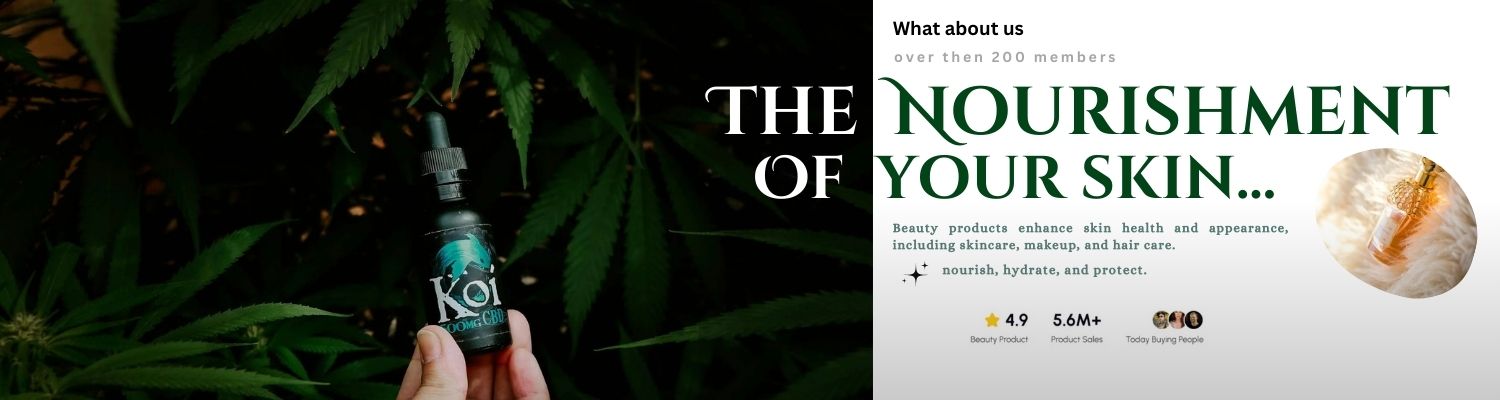 What about us
over then 200 members
THE NOURISHMENT
OF YOUR SKIN...
Beauty products enhance skin health and appearance,
including skincare, makeup, and hair care.
nourish, hydrate, and protect.
4.9
Beauty Product
5.6M+
Product Sales
Today Buying People
Koi
500MG CBD